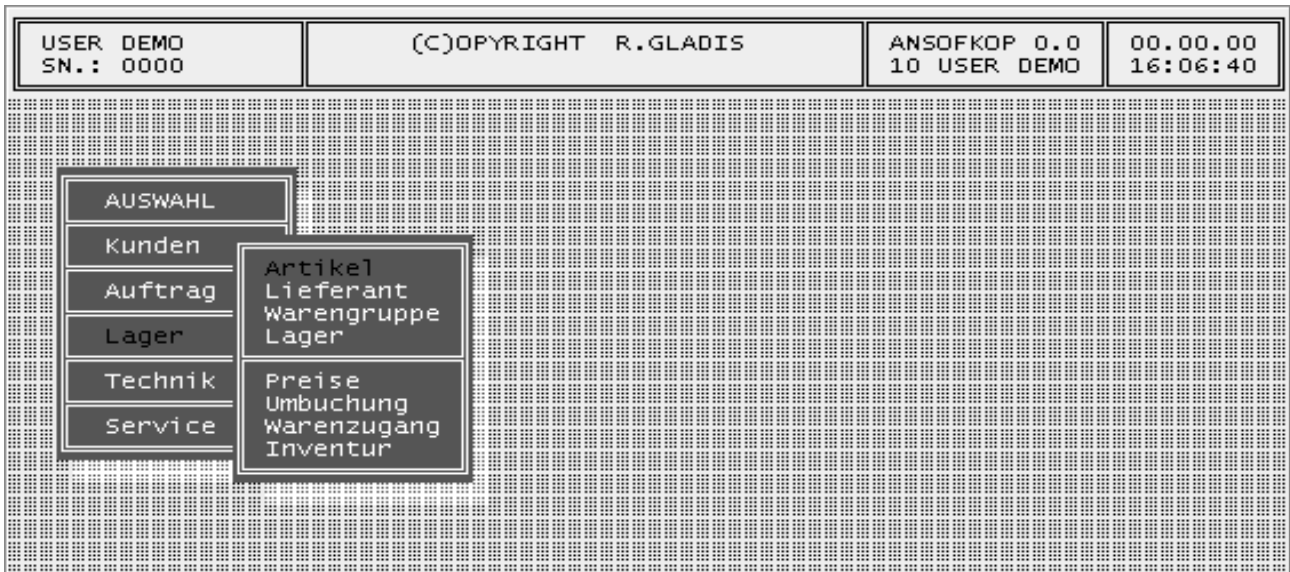 USER DEMO
SN.: 0000
(C)OPYRIGHT R.GLADIS
ANSOFKOP 0.0
10 USER DEMO
00.00.00
16:06:40
AUSWAHL
Kunden
Auftrag
Lager
Technik
Service
Artikel
Lieferant
Warengruppe
Lager
Preise
Umbuchung
Warenzugang
Inventur